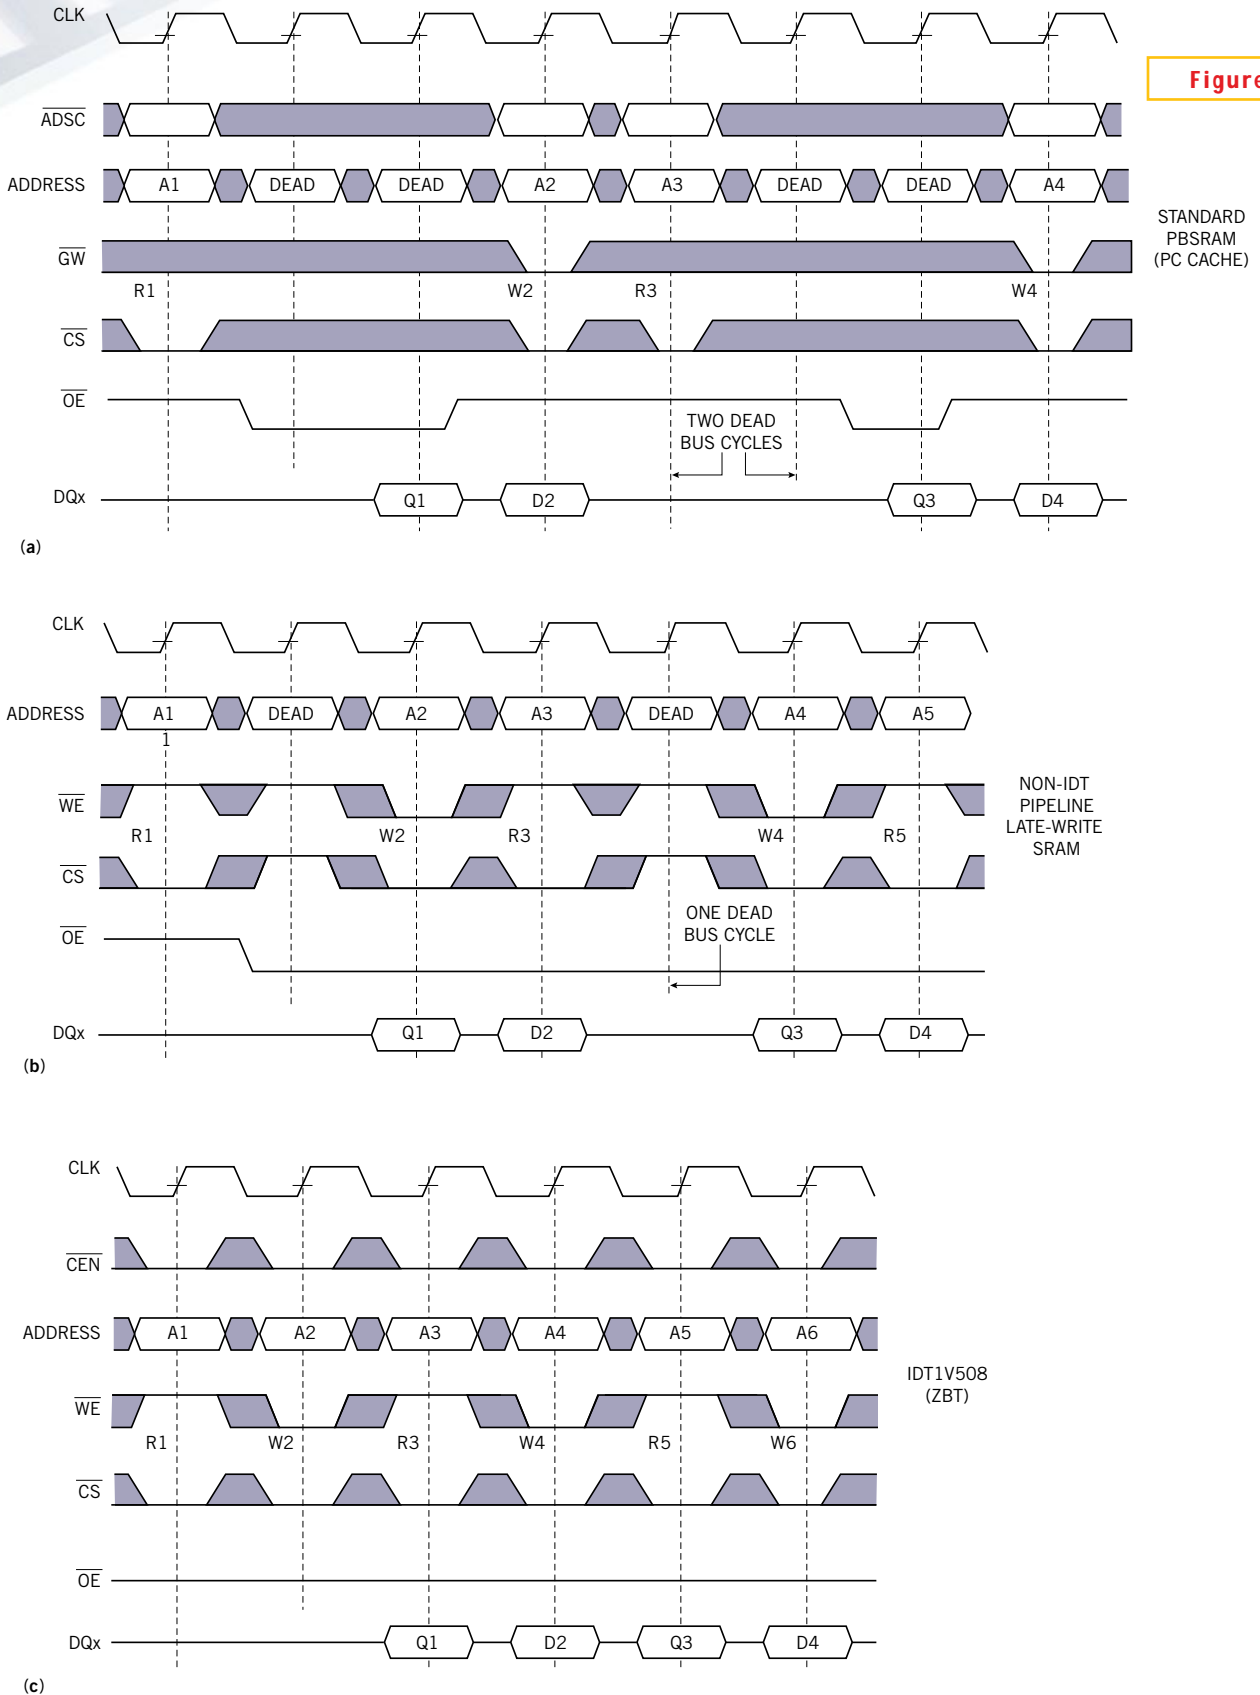 CLK
Figure
ADSC
ADDRESS A1 DEAD DEAD A2 A3 DEAD DEAD A4
STANDARD
PBSRAM
(PC CACHE)
GW
R1 W2 R3 W4
CS
OE
TWO DEAD
BUS CYCLES
DQx Q1 D2 Q3 D4
(a)
CLK
ADDRESS A1 DEAD A2 A3 DEAD A4 A5
1
WE
NON-IDT
PIPELINE
LATE-WRITE
SRAM
R1 W2 R3 W4 R5
CS
ONE DEAD
BUS CYCLE
OE
DQx Q1 D2 Q3 D4
(b)
CLK
CEN
ADDRESS A1 A2 A3 A4 A5 A6
IDT1V508
(ZBT)
WE
R1 W2 R3 W4 R5 W6
CS
OE
DQx Q1 D2 Q3 D4
(c)